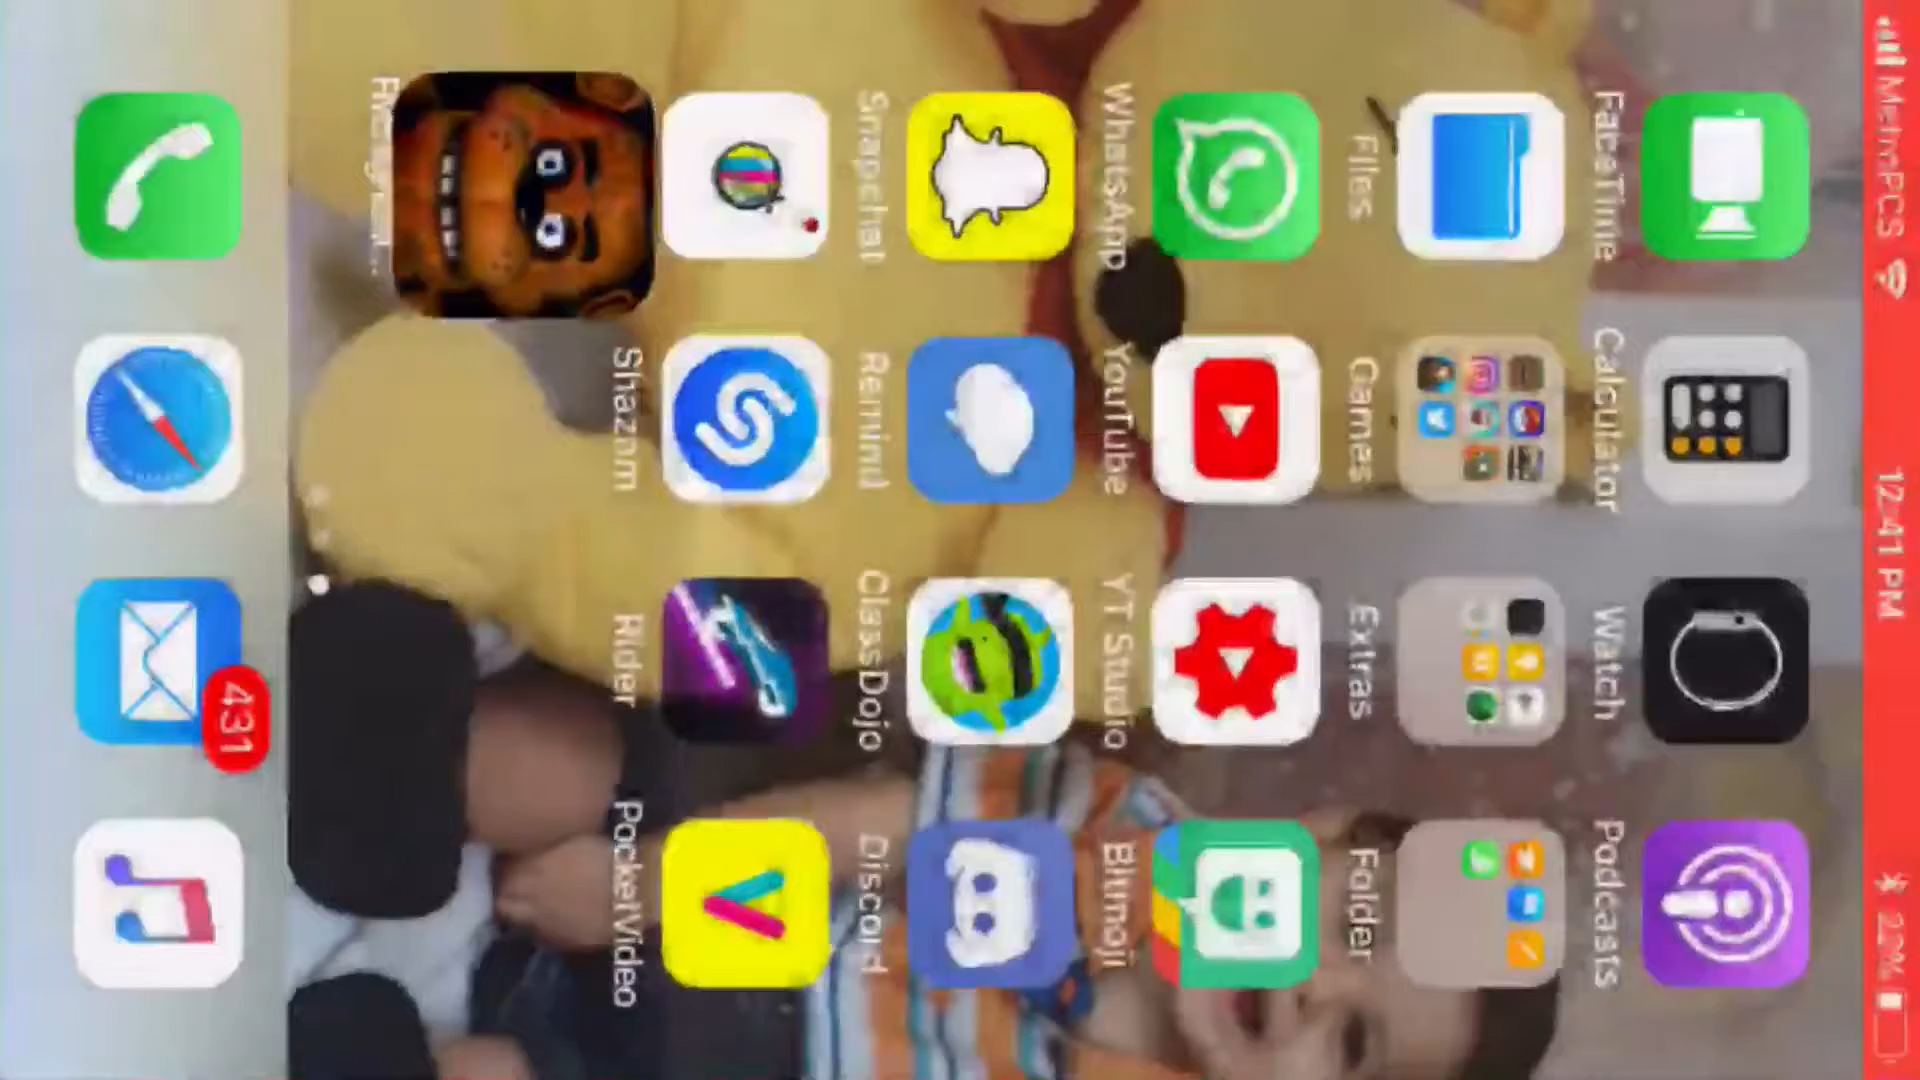 MetroPCS 12:41 PM 22%
FaceTime Calculator Watch Podcasts
Files Games Extras Folder
WhatsApp YouTube YT Studio Bitmoji
Snapchat Remind ClassDojo Discord
Shazam Rider PocketVideo
431